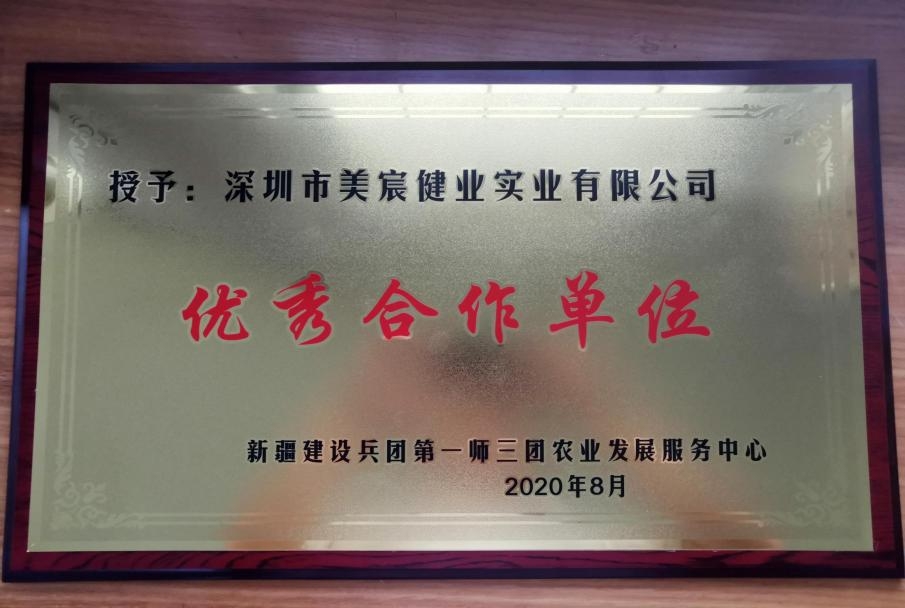 授予：深圳市美宸健业实业有限公司
优秀合作单位
新疆建设兵团第一师三团农业发展服务中心
2020年8月